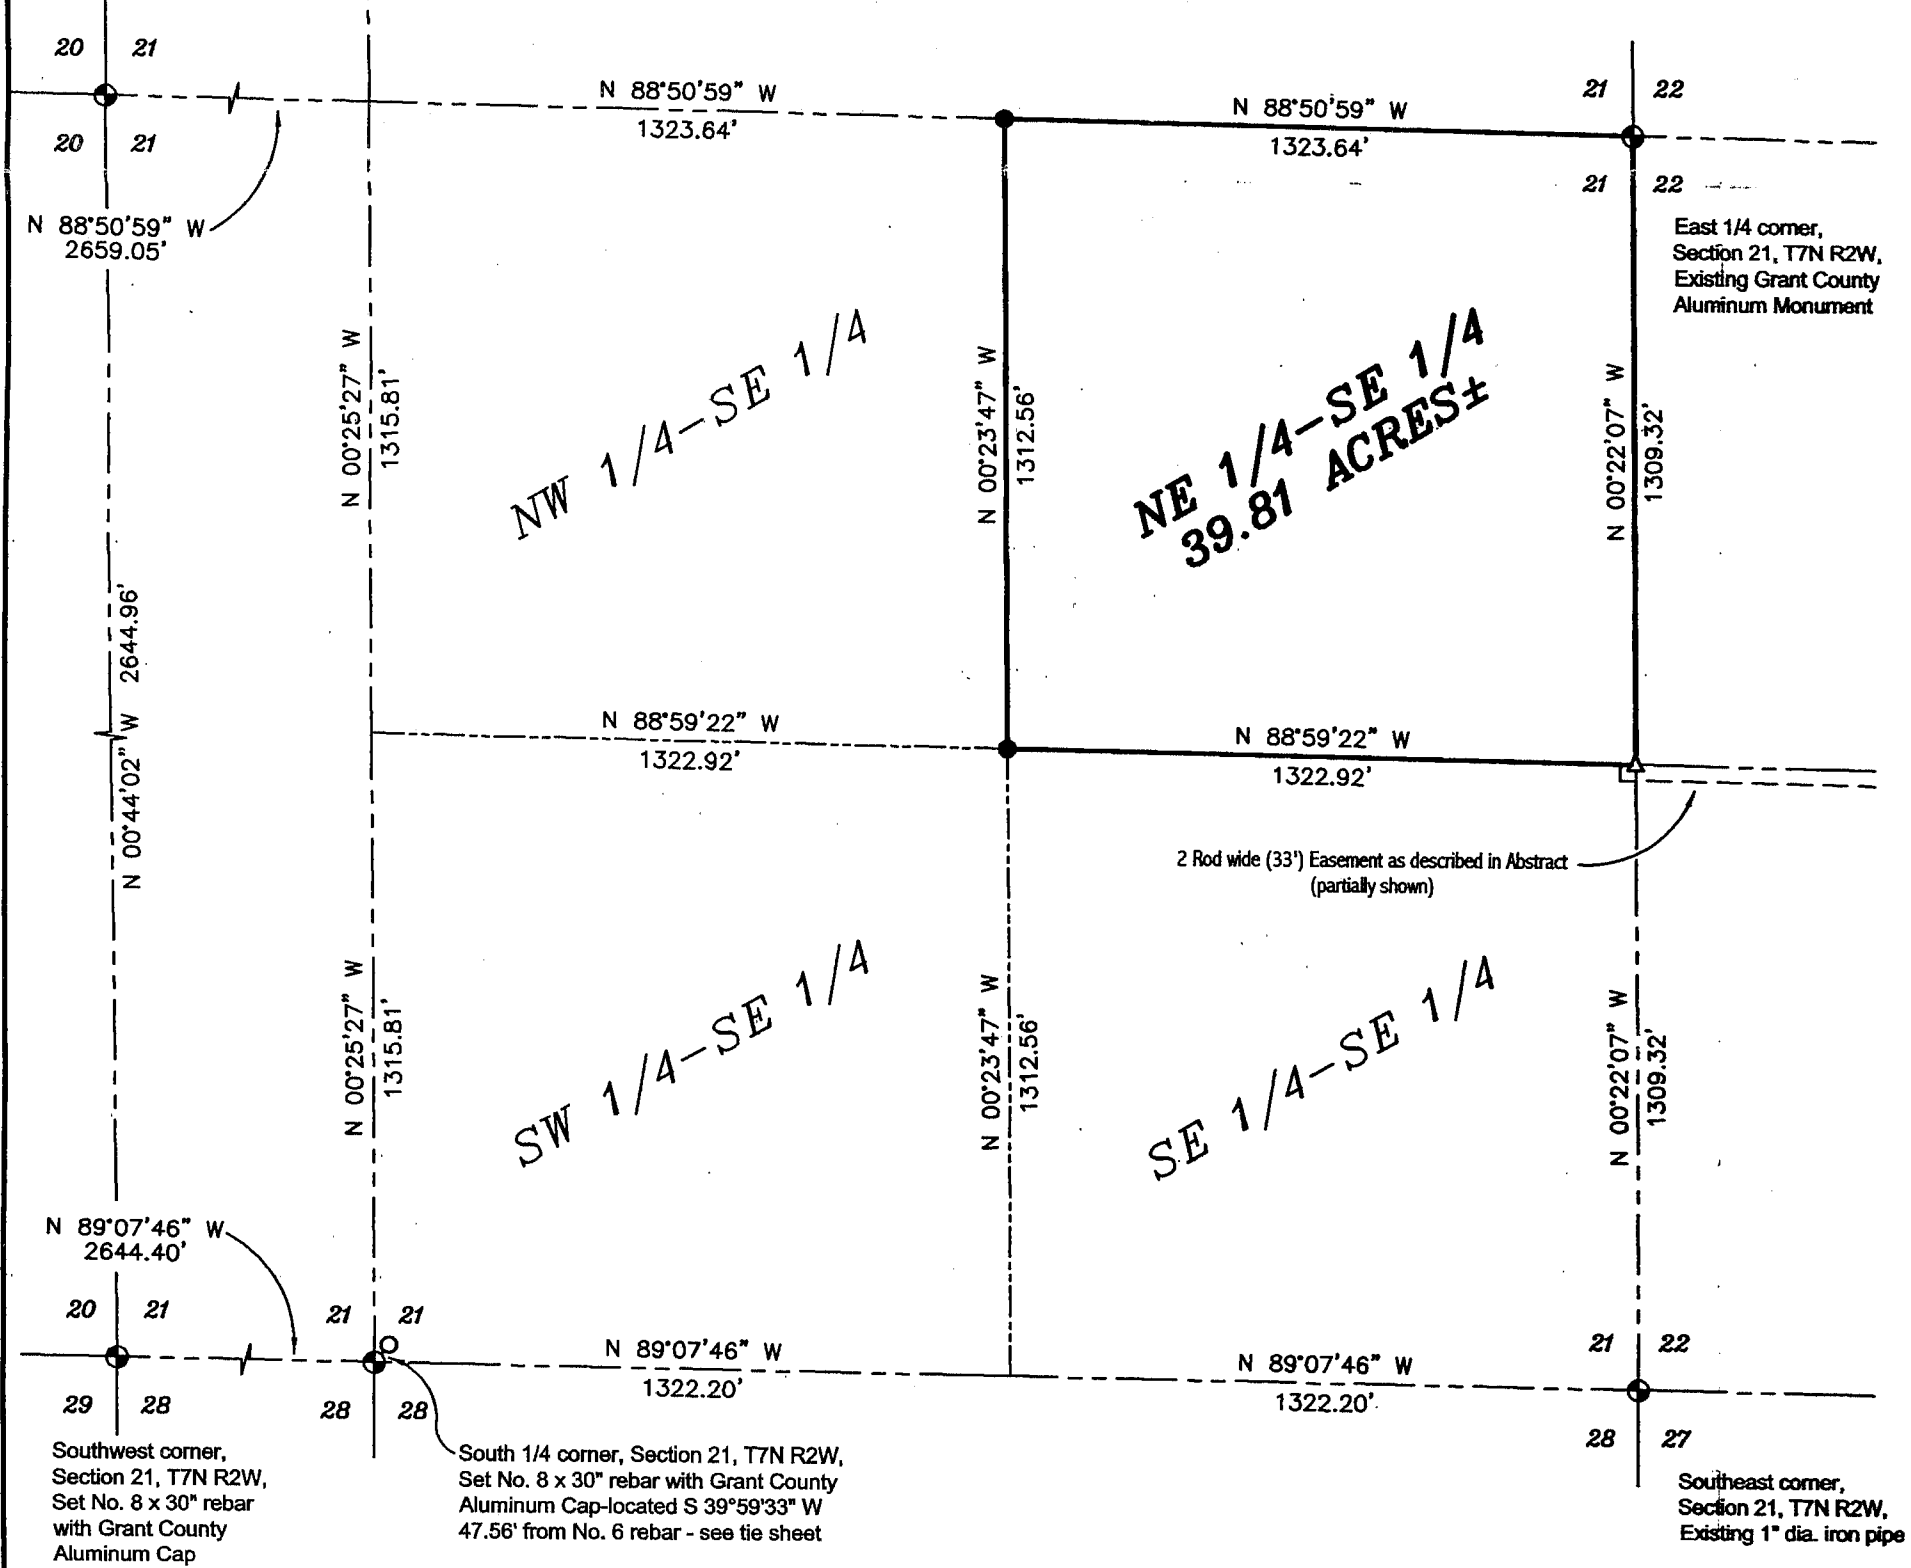 20 21
20 21
N 88°50'59" W
2659.05'
N 88°50'59" W
1323.64'
N 88°50'59" W
1323.64'
21 22
21 22
East 1/4 corner,
Section 21, T7N R2W,
Existing Grant County
Aluminum Monument
N 00°44'02" W 2644.96'
N 00°25'27" W
1315.81'
NW 1/4-SE 1/4
N 00°23'47" W
1312.56'
NE 1/4-SE 1/4
39.81 ACRES±
N 00°22'07" W
1309.32'
N 88°59'22" W
1322.92'
N 88°59'22" W
1322.92'
2 Rod wide (33') Easement as described in Abstract
(partially shown)
N 00°25'27" W
1315.81'
SW 1/4-SE 1/4
N 00°23'47" W
1312.56'
SE 1/4-SE 1/4
N 00°22'07" W
1309.32'
N 89°07'46" W
2644.40'
20 21
29 28
21 21
28 28
N 89°07'46" W
1322.20'
N 89°07'46" W
1322.20'
21 22
28 27
Southwest corner,
Section 21, T7N R2W,
Set No. 8 x 30" rebar
with Grant County
Aluminum Cap
South 1/4 corner, Section 21, T7N R2W,
Set No. 8 x 30" rebar with Grant County
Aluminum Cap-located S 39°59'33" W
47.56' from No. 6 rebar - see tie sheet
Southeast corner,
Section 21, T7N R2W,
Existing 1" dia. iron pipe